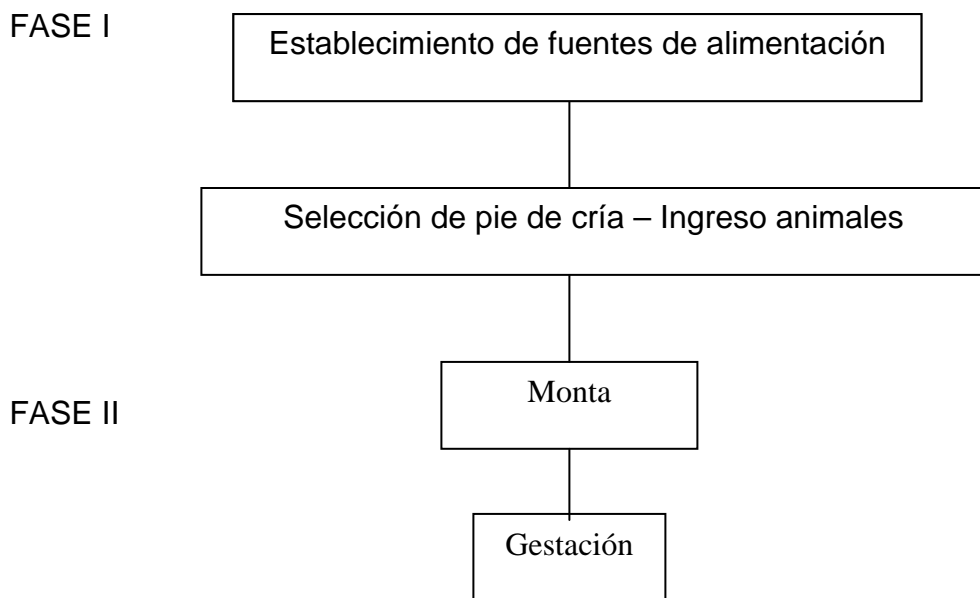 FASE I
Establecimiento de fuentes de alimentación
Selección de pie de cría – Ingreso animales
Monta
FASE II
Gestación